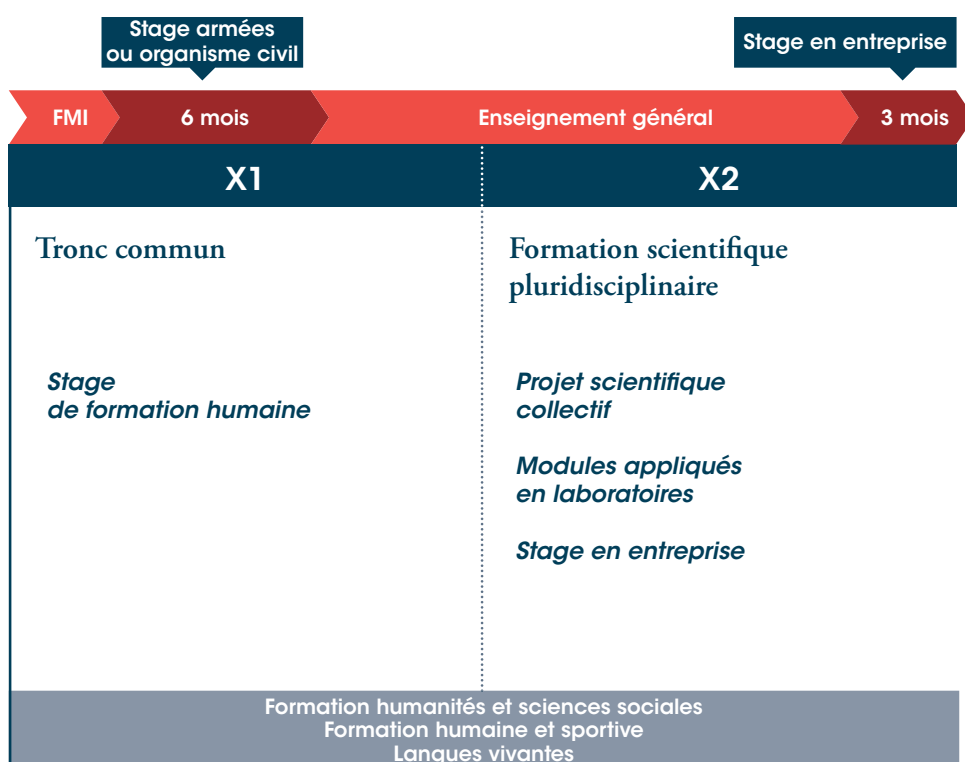 Stage armées
ou organisme civil
Stage en entreprise
FMI
6 mois
Enseignement général
3 mois
X1
X2
Tronc commun
Formation scientifique
pluridisciplinaire
Stage
de formation humaine
Projet scientifique
collectif
Modules appliqués
en laboratoires
Stage en entreprise
Formation humanités et sciences sociales
Formation humaine et sportive
Langues vivantes